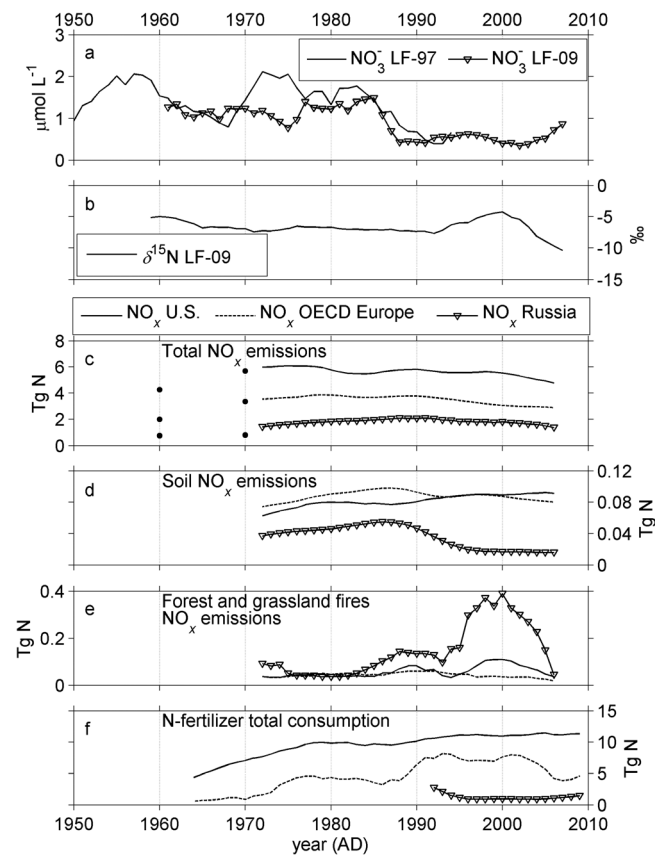 1950 1960 1970 1980 1990 2000 2010
3
a
NO₃⁻ LF-97 NO₃⁻ LF-09
2
μmol L⁻¹
1
0
b
0
-5
‰
δ¹⁵N LF-09
-10
-15
NOₓ U.S. NOₓ OECD Europe NOₓ Russia
8
c Total NOₓ emissions
6
Tg N
4
2
0
d Soil NOₓ emissions
0.12
0.08
Tg N
0.04
0
0.4
e Forest and grassland fires
NOₓ emissions
Tg N
0.2
0
f N-fertilizer total consumption
15
10
Tg N
5
0
1950 1960 1970 1980 1990 2000 2010
year (AD)